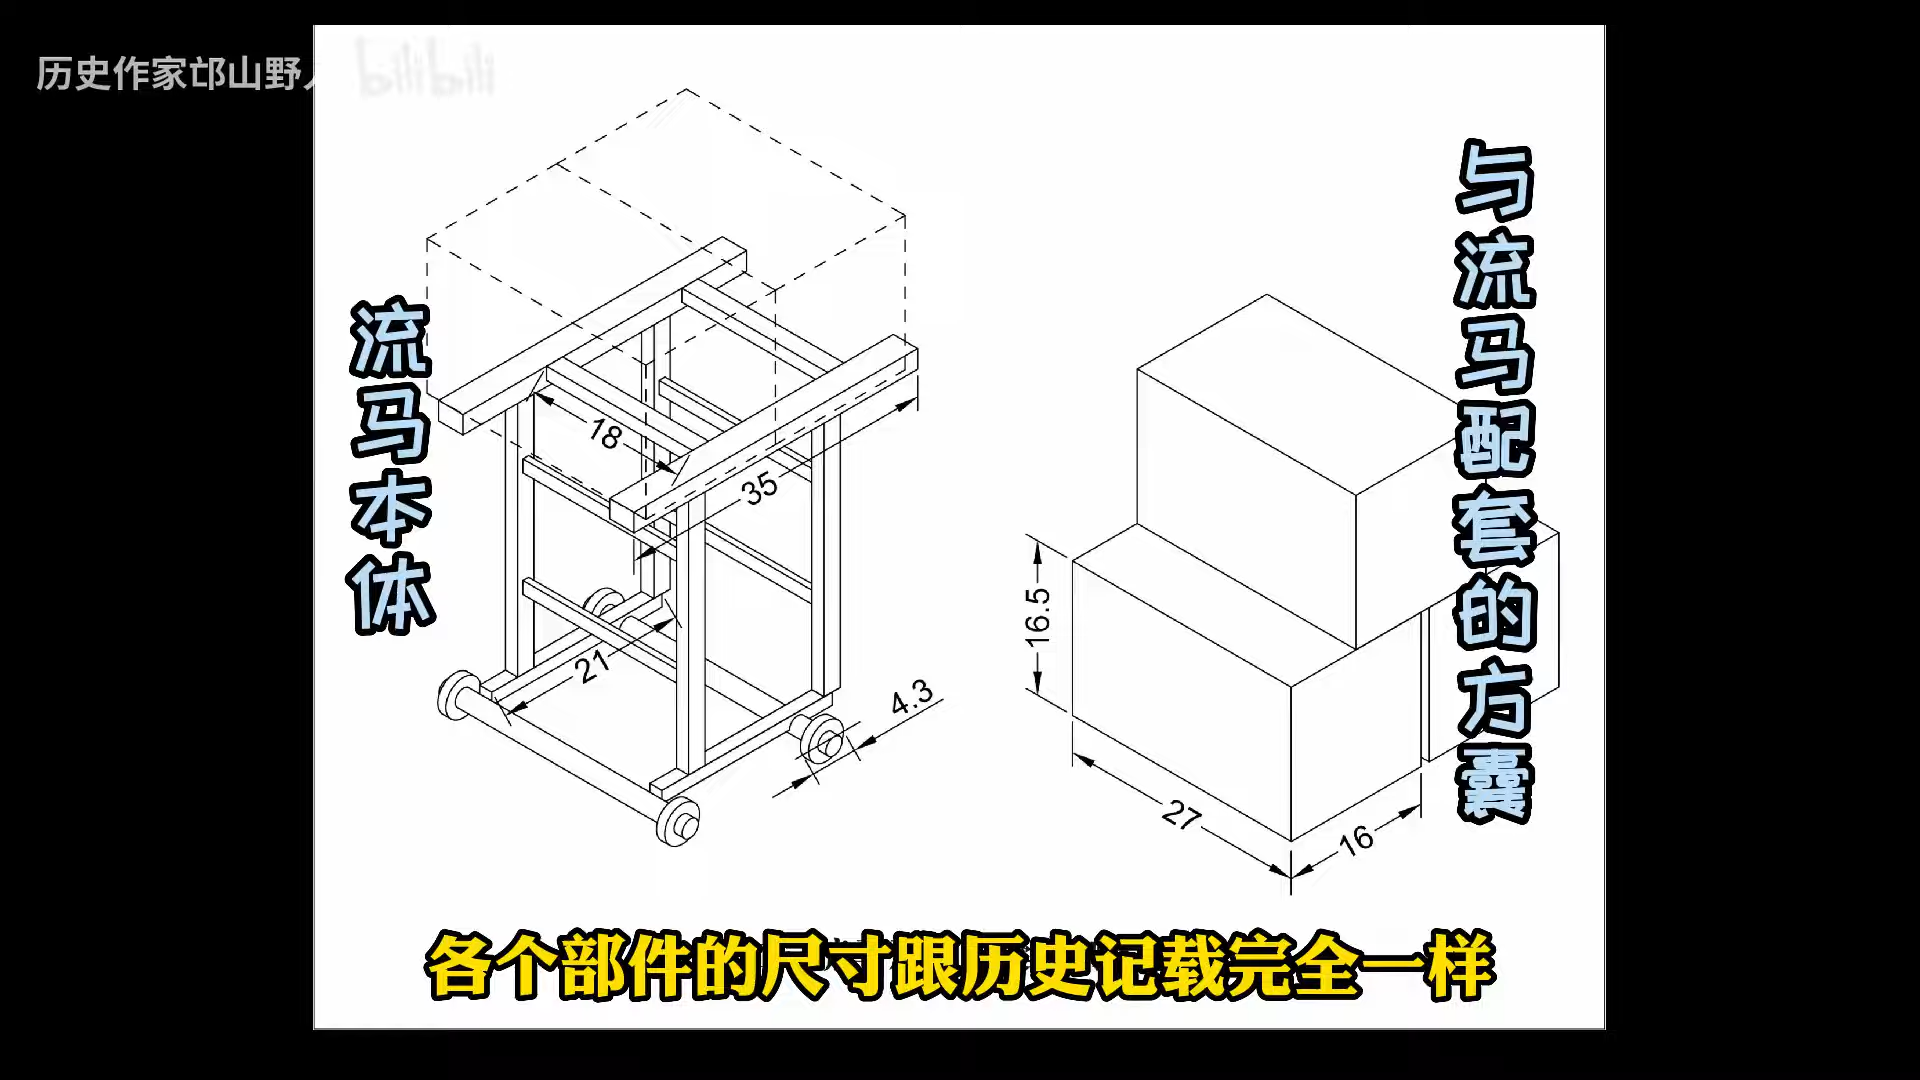 历史作家邙山野人
bilibili
流马本体
与流马配套的方囊
18
35
21
4.3
16.5
27
16
各个部件的尺寸跟历史记载完全一样